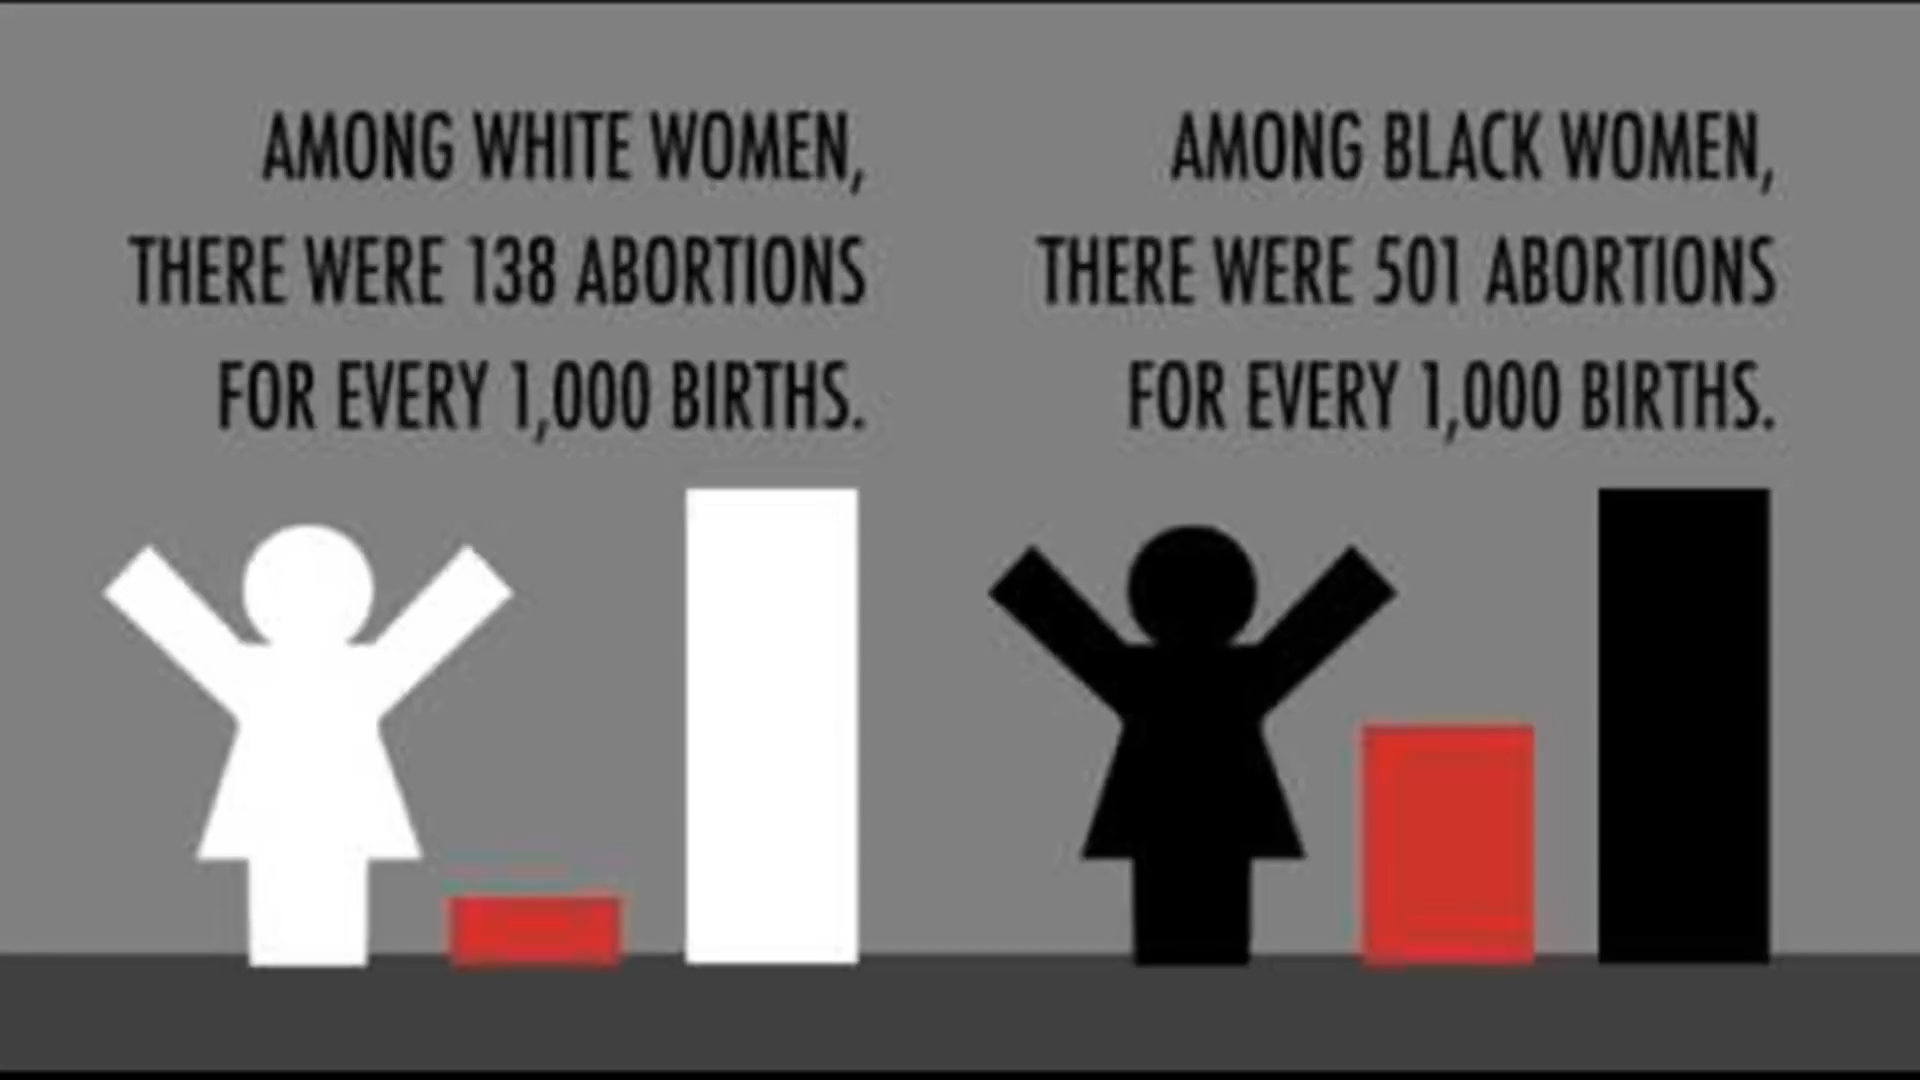 AMONG WHITE WOMEN,
THERE WERE 138 ABORTIONS
FOR EVERY 1,000 BIRTHS.
AMONG BLACK WOMEN,
THERE WERE 501 ABORTIONS
FOR EVERY 1,000 BIRTHS.